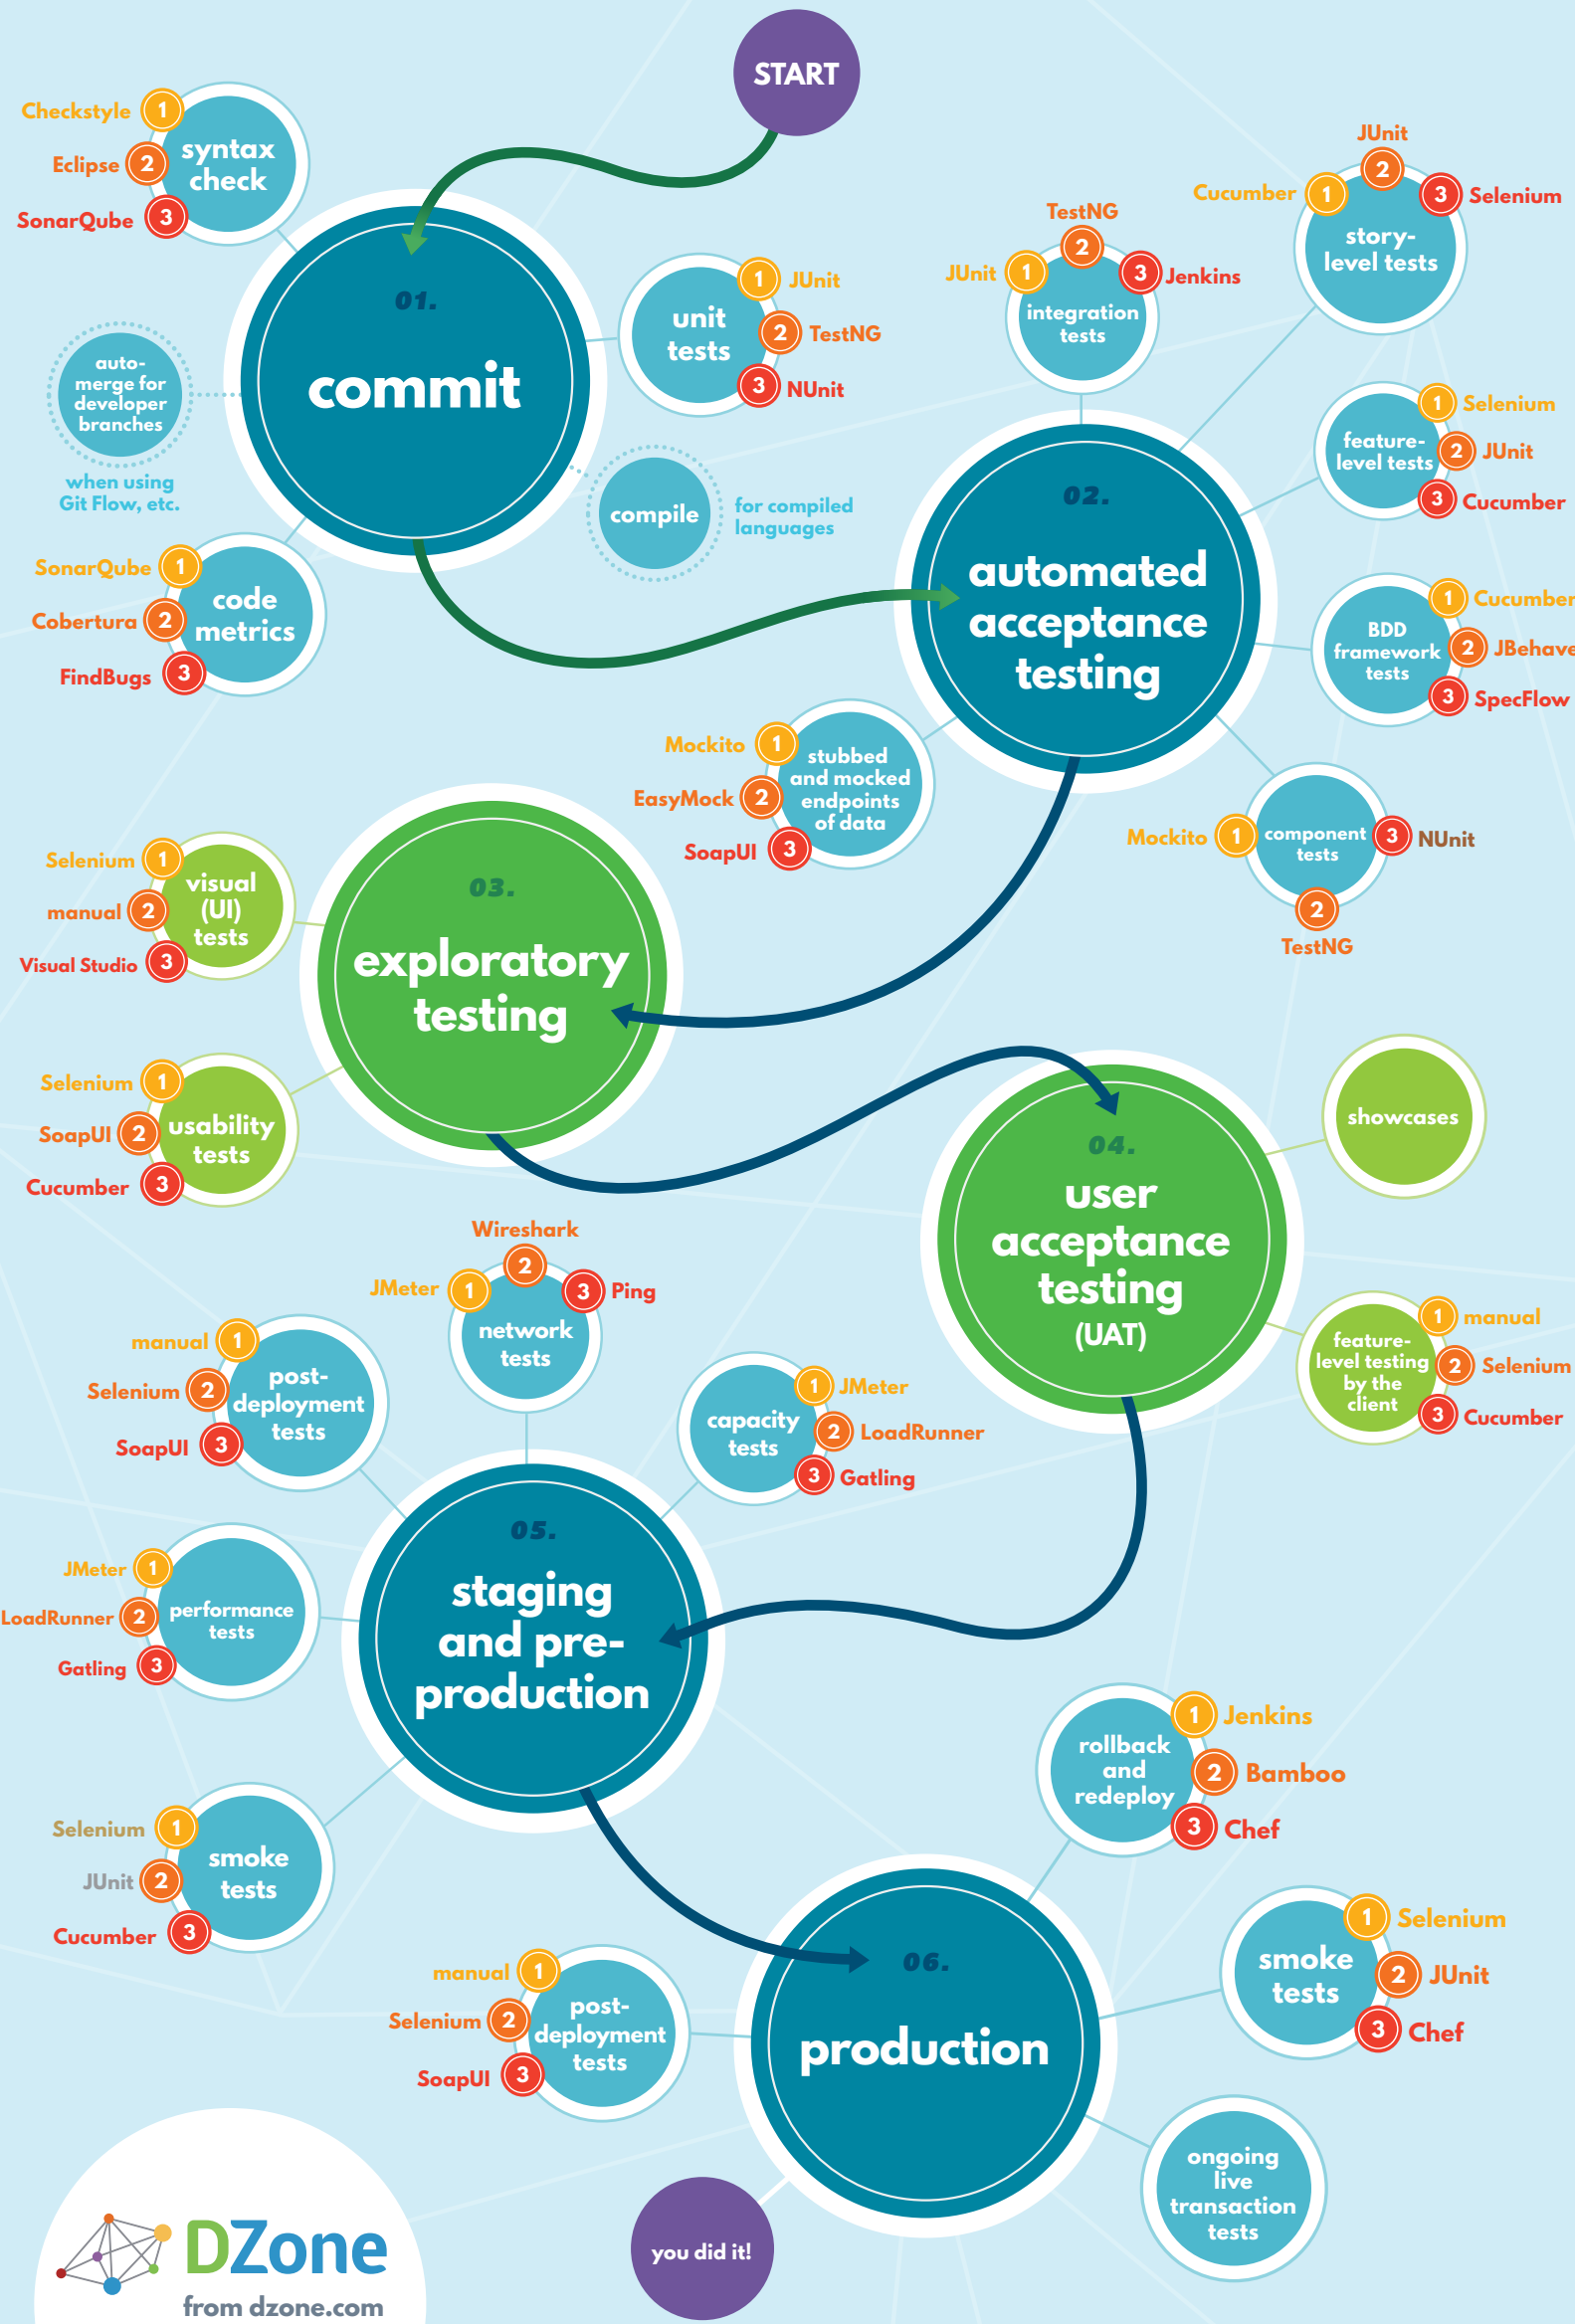 START
Checkstyle 1
Eclipse 2
SonarQube 3
syntax
check
01.
commit
1 JUnit
2 TestNG
3 NUnit
unit
tests
auto-
merge for
developer
branches
when using
Git Flow, etc.
compile
for compiled
languages
SonarQube 1
Cobertura 2
FindBugs 3
code
metrics
02.
automated
acceptance
testing
JUnit 1
TestNG
2
3 Jenkins
integration
tests
Cucumber 1
JUnit
2
3 Selenium
story-
level tests
feature-
level tests
1 Selenium
2 JUnit
3 Cucumber
BDD
framework
tests
1 Cucumber
2 JBehave
3 SpecFlow
Mockito 1
EasyMock 2
SoapUI 3
stubbed
and mocked
endpoints
of data
Mockito 1
component
tests
3 NUnit
2
TestNG
03.
exploratory
testing
Selenium 1
manual 2
Visual Studio 3
visual
(UI)
tests
Selenium 1
SoapUI 2
Cucumber 3
usability
tests
04.
user
acceptance
testing
(UAT)
showcases
feature-
level testing
by the
client
1 manual
2 Selenium
3 Cucumber
05.
staging
and pre-
production
Wireshark
JMeter 1
2
3 Ping
network
tests
manual 1
Selenium 2
SoapUI 3
post-
deployment
tests
capacity
tests
1 JMeter
2 LoadRunner
3 Gatling
JMeter 1
LoadRunner 2
Gatling 3
performance
tests
Selenium 1
JUnit 2
Cucumber 3
smoke
tests
06.
production
rollback
and
redeploy
1 Jenkins
2 Bamboo
3 Chef
smoke
tests
1 Selenium
2 JUnit
3 Chef
manual 1
Selenium 2
SoapUI 3
post-
deployment
tests
ongoing
live
transaction
tests
you did it!
DZone
from dzone.com